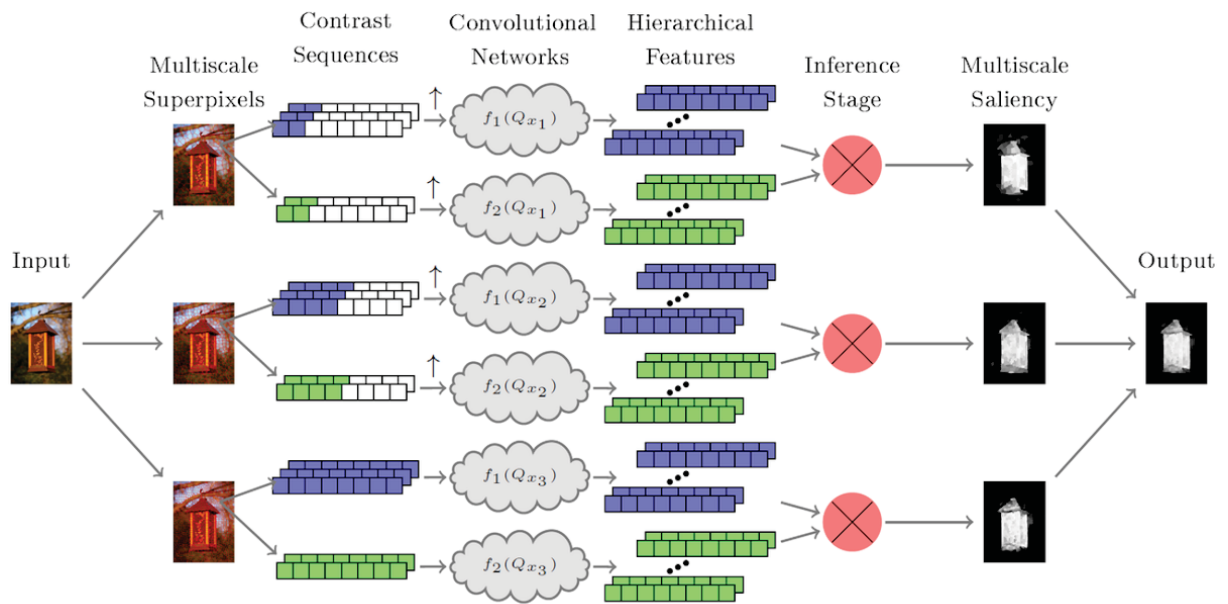 Contrast
Sequences
Convolutional
Networks
Hierarchical
Features
Multiscale
Superpixels
Inference
Stage
Multiscale
Saliency
↑
f₁(Qₓ₁)
↑
f₂(Qₓ₁)
Input
Output
↑
f₁(Qₓ₂)
↑
f₂(Qₓ₂)
f₁(Qₓ₃)
f₂(Qₓ₃)